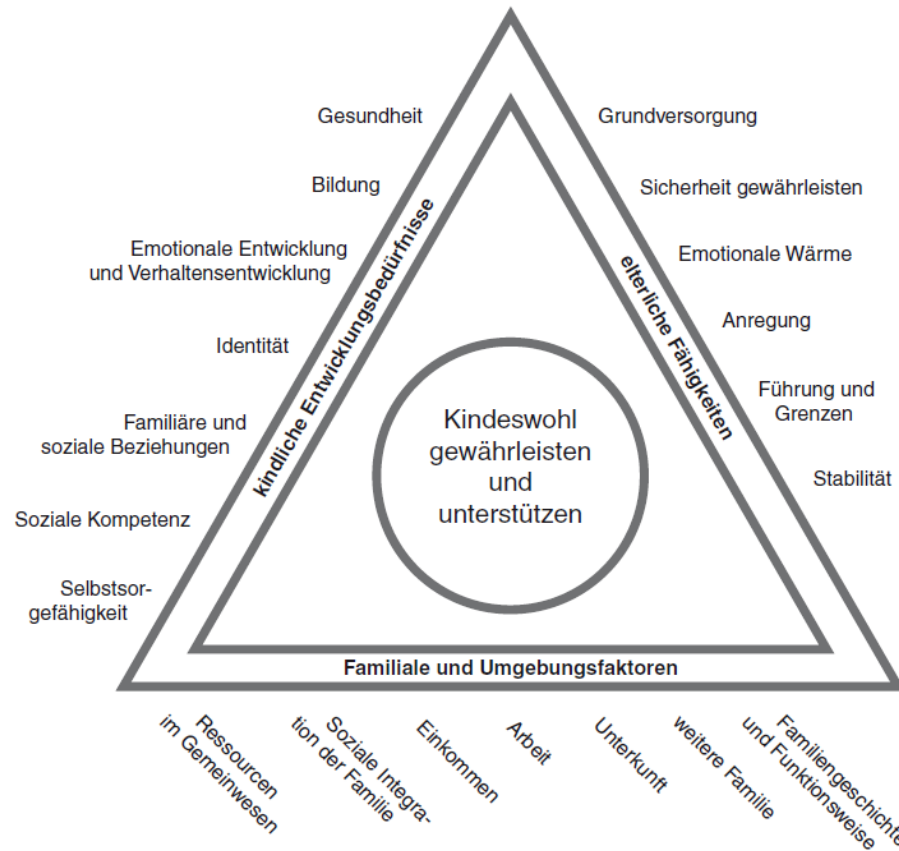 Gesundheit
Bildung
Emotionale Entwicklung
und Verhaltensentwicklung
Identität
Familiäre und
soziale Beziehungen
Soziale Kompetenz
Selbstsor-
gefähigkeit
kindliche Entwicklungsbedürfnisse
Kindeswohl
gewährleisten
und
unterstützen
elterliche Fähigkeiten
Grundversorgung
Sicherheit gewährleisten
Emotionale Wärme
Anregung
Führung und
Grenzen
Stabilität
Familiale und Umgebungsfaktoren
Ressourcen
im Gemeinwesen
Soziale Integra-
tion der Familie
Einkommen
Arbeit
Unterkunft
weitere Familie
Familiengeschichte
und Funktionsweise